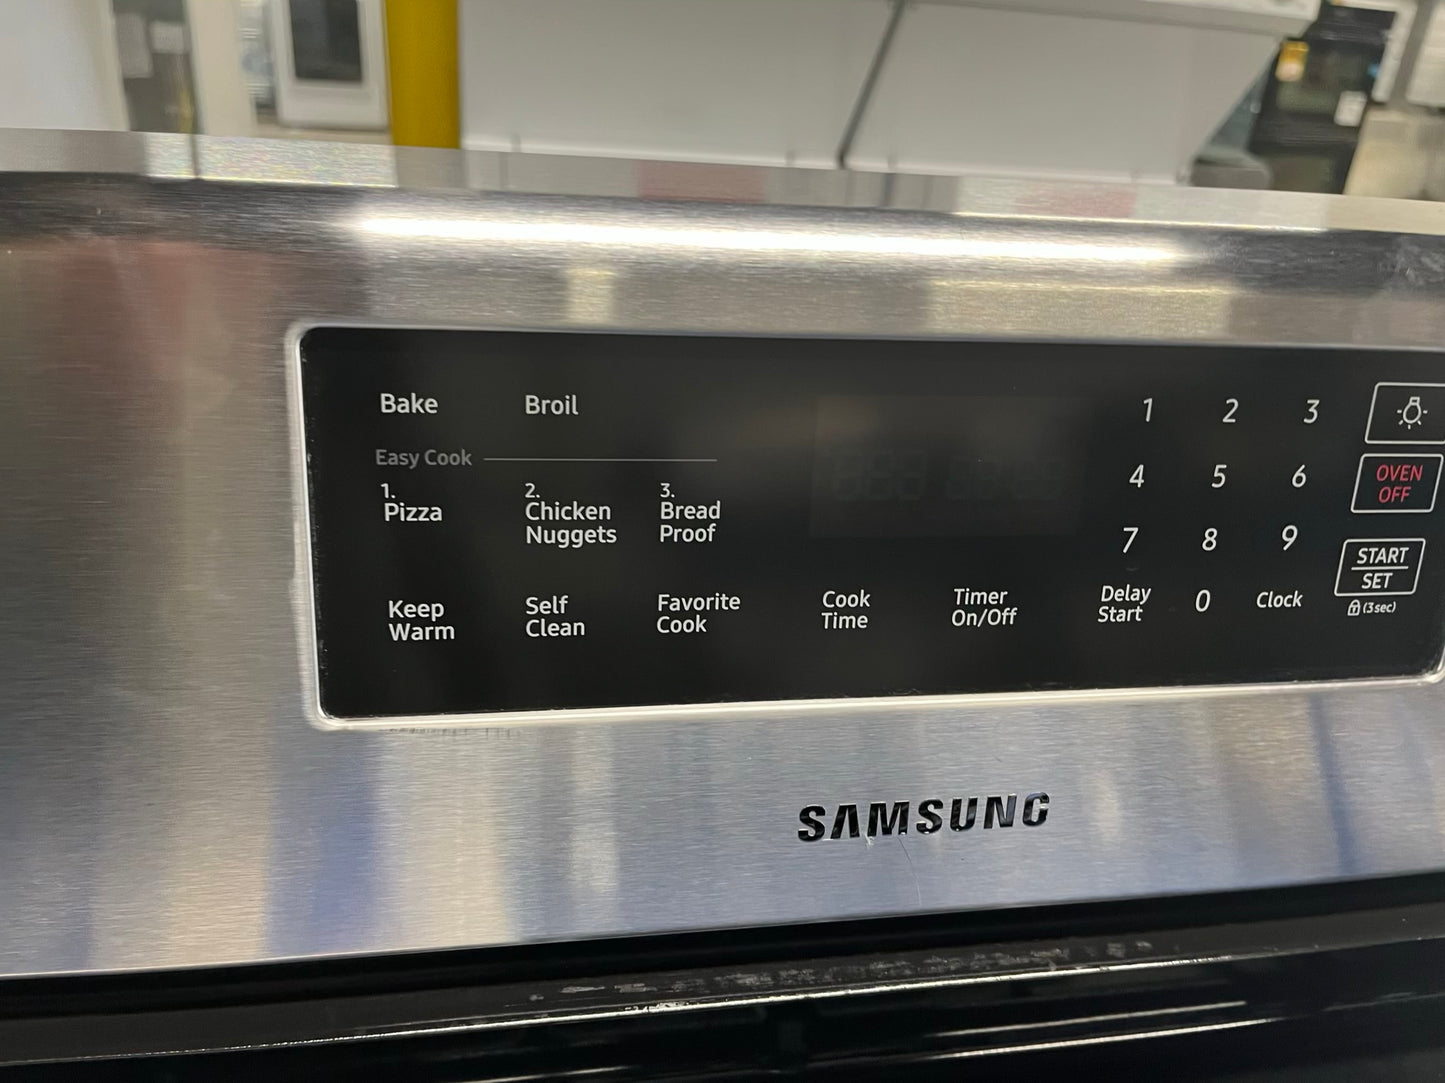 Bake
Broil
Easy Cook
1.
Pizza
2.
Chicken
Nuggets
3.
Bread
Proof
Keep
Warm
Self
Clean
Favorite
Cook
Cook
Time
Timer
On/Off
1 2 3
4 5 6
7 8 9
Delay
Start
0
Clock
OVEN
OFF
START
SET
(3 sec)
SAMSUNG